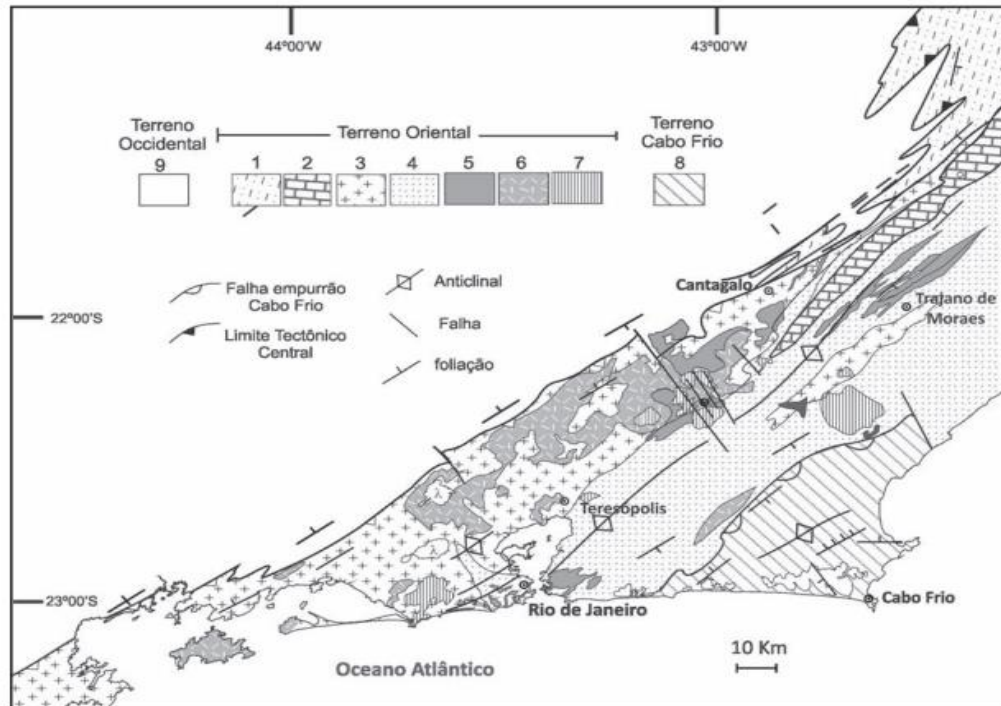 44°00'W
43°00'W
Terreno Occidental
Terreno Oriental
Terreno Cabo Frio
9
1
2
3
4
5
6
7
8
Falha empurrão
Cabo Frio
Limite Tectônico
Central
Anticlinal
Falha
foliação
22°00'S
23°00'S
Cantagalo
Trajano de
Moraes
Teresópolis
Rio de Janeiro
Cabo Frio
Oceano Atlântico
10 Km